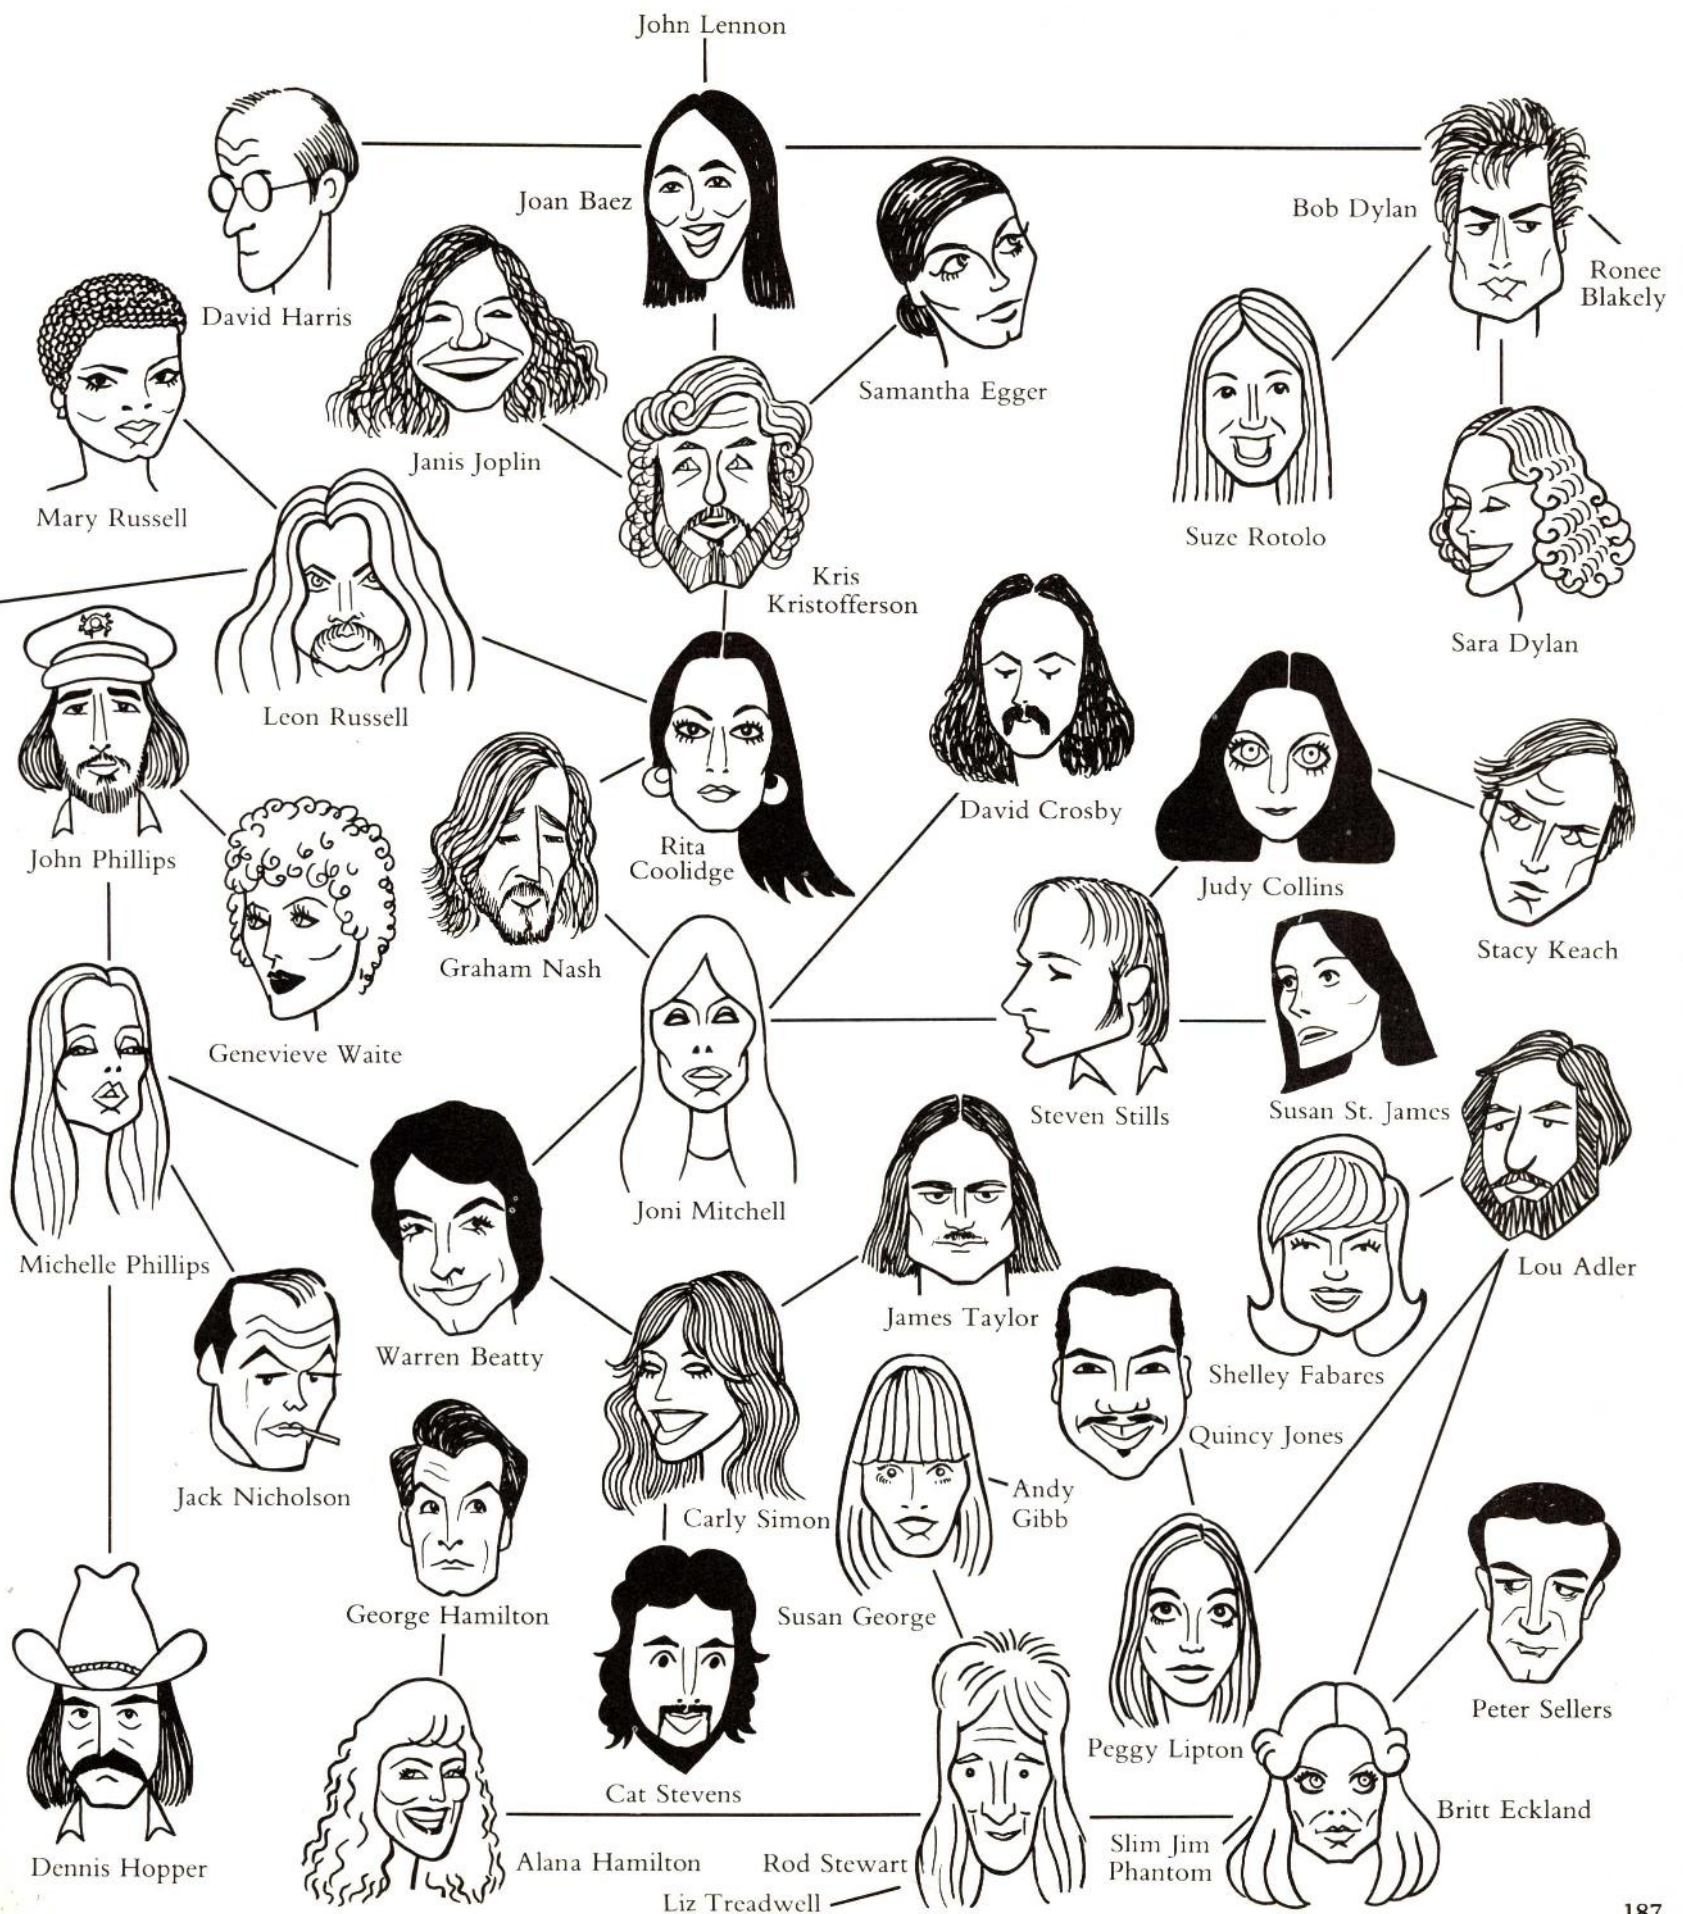 John Lennon
Joan Baez
Bob Dylan
Ronee
Blakely
David Harris
Samantha Egger
Janis Joplin
Mary Russell
Suze Rotolo
Kris
Kristofferson
Sara Dylan
Leon Russell
David Crosby
John Phillips
Rita
Coolidge
Judy Collins
Stacy Keach
Graham Nash
Genevieve Waite
Steven Stills
Susan St. James
Joni Mitchell
Michelle Phillips
Lou Adler
James Taylor
Warren Beatty
Shelley Fabares
Quincy Jones
Jack Nicholson
Andy
Gibb
Carly Simon
George Hamilton
Susan George
Peter Sellers
Peggy Lipton
Cat Stevens
Britt Eckland
Slim Jim
Phantom
Dennis Hopper
Alana Hamilton
Rod Stewart
Liz Treadwell
187